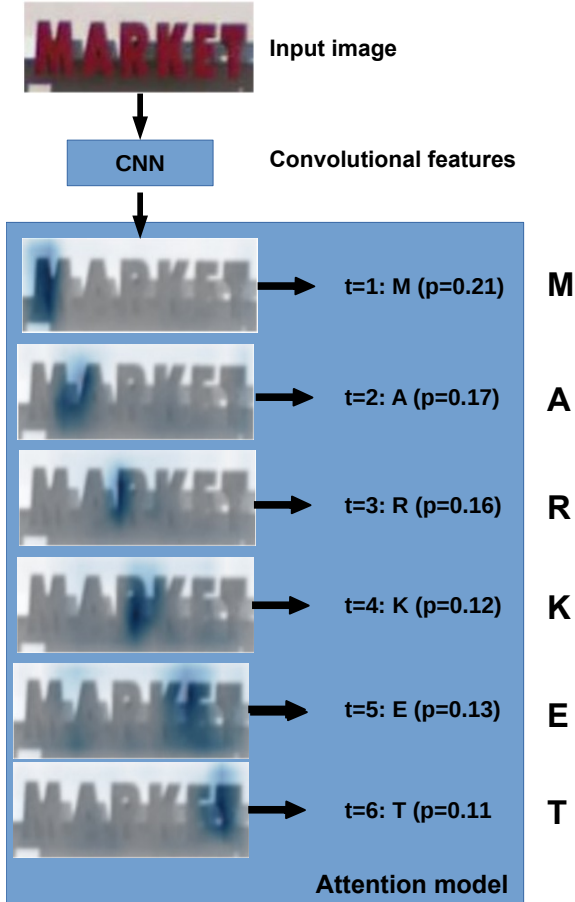 MARKET
Input image
CNN
Convolutional features
MARKET
t=1: M (p=0.21)
M
MARKET
t=2: A (p=0.17)
A
MARKET
t=3: R (p=0.16)
R
MARKET
t=4: K (p=0.12)
K
MARKET
t=5: E (p=0.13)
E
MARKET
t=6: T (p=0.11
T
Attention model